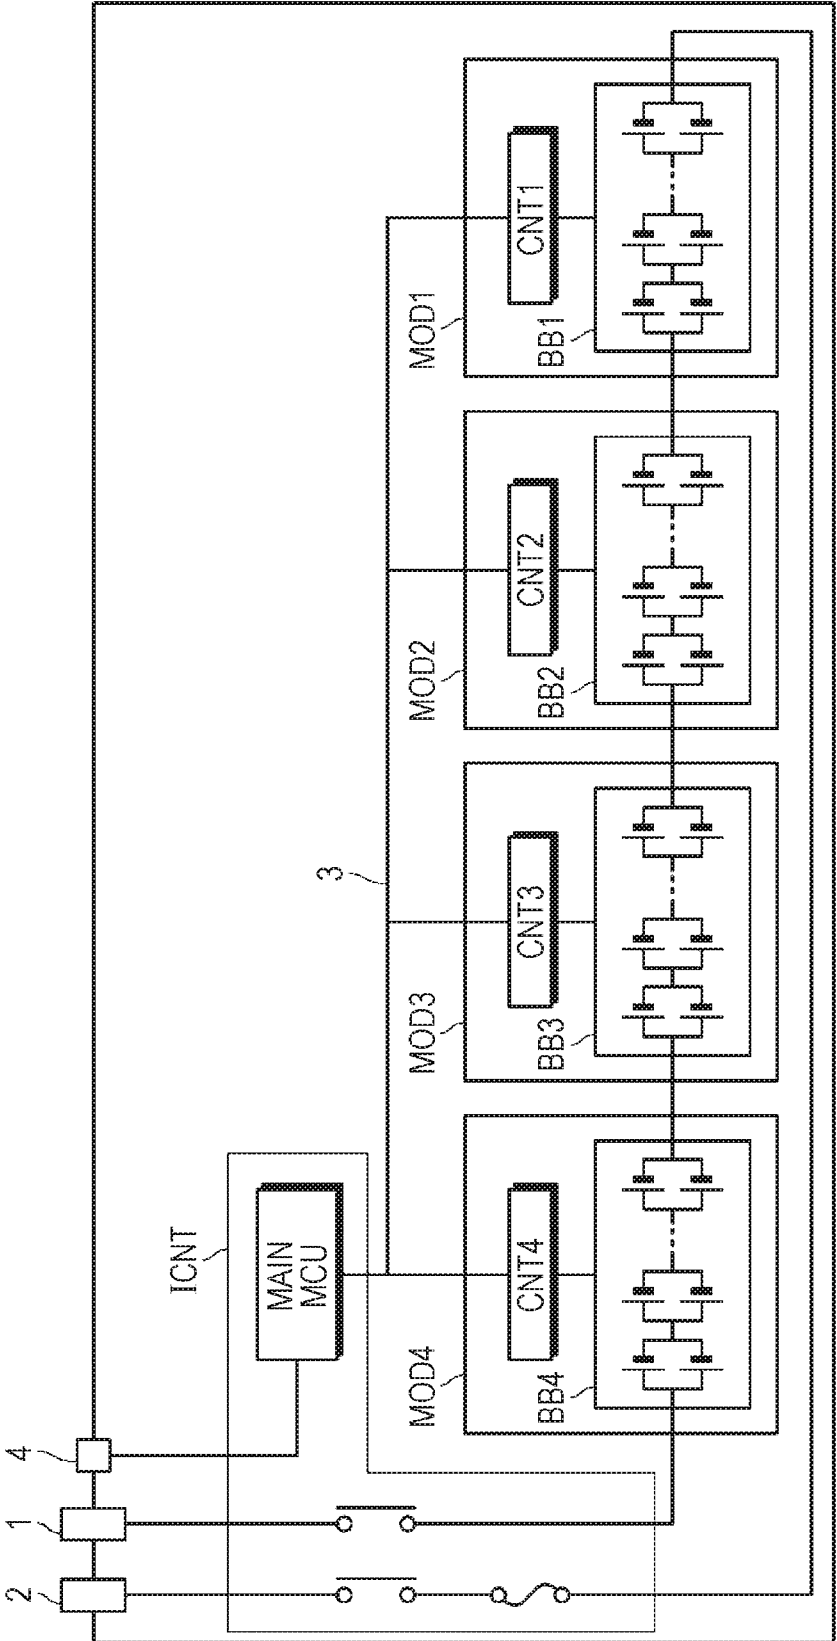 2
1
4
ICNT
MAIN
MCU
3
MOD4
CNT4
BB4
MOD3
CNT3
BB3
MOD2
CNT2
BB2
MOD1
CNT1
BB1